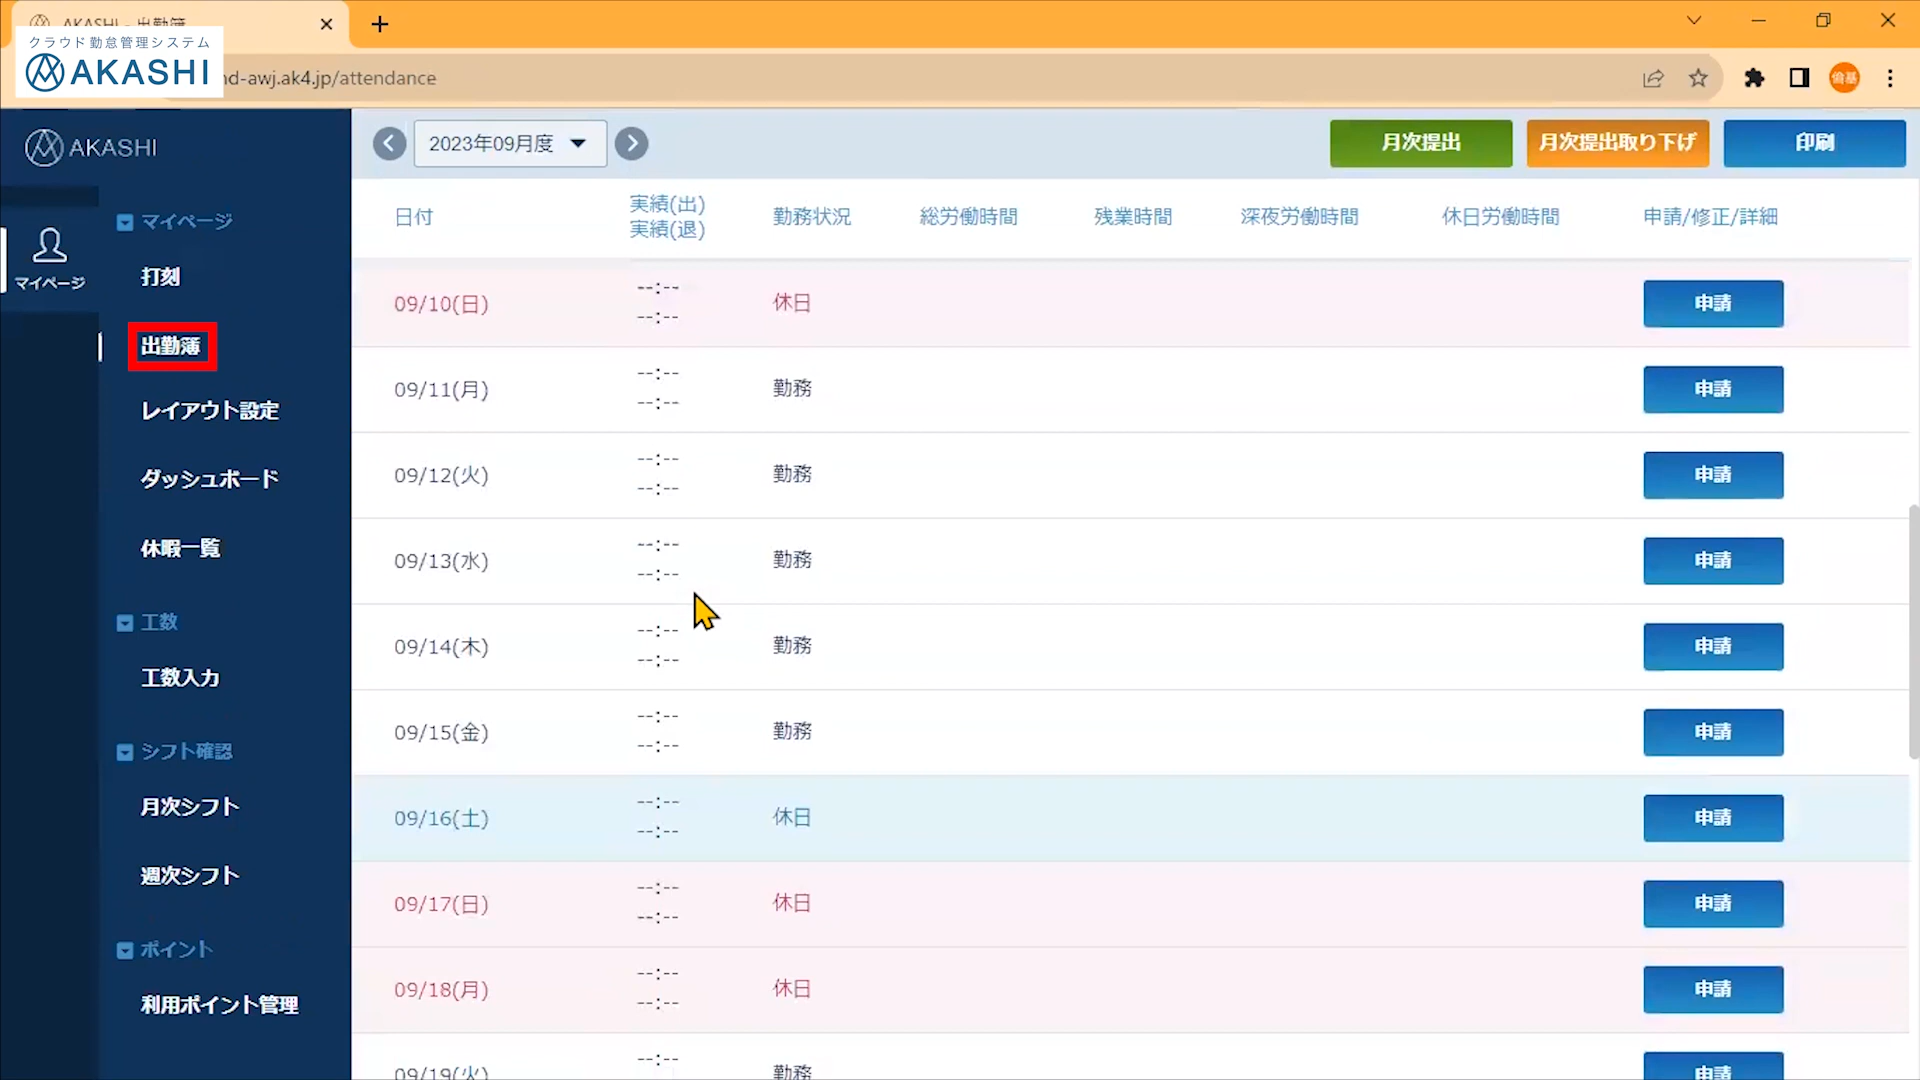 AKASHI - 出勤簿
クラウド勤怠管理システム
AKASHI
nd-awj.ak4.jp/attendance
倫基
AKASHI
マイページ
マイページ
打刻
出勤簿
レイアウト設定
ダッシュボード
休暇一覧
工数
工数入力
シフト確認
月次シフト
週次シフト
ポイント
利用ポイント管理
2023年09月度
月次提出
月次提出取り下げ
印刷
日付
実績(出)
実績(退)
勤務状況
総労働時間
残業時間
深夜労働時間
休日労働時間
申請/修正/詳細
09/10(日) --:-- --:-- 休日 申請
09/11(月) --:-- --:-- 勤務 申請
09/12(火) --:-- --:-- 勤務 申請
09/13(水) --:-- --:-- 勤務 申請
09/14(木) --:-- --:-- 勤務 申請
09/15(金) --:-- --:-- 勤務 申請
09/16(土) --:-- --:-- 休日 申請
09/17(日) --:-- --:-- 休日 申請
09/18(月) --:-- --:-- 休日 申請
09/19(火) --:-- 勤務 申請